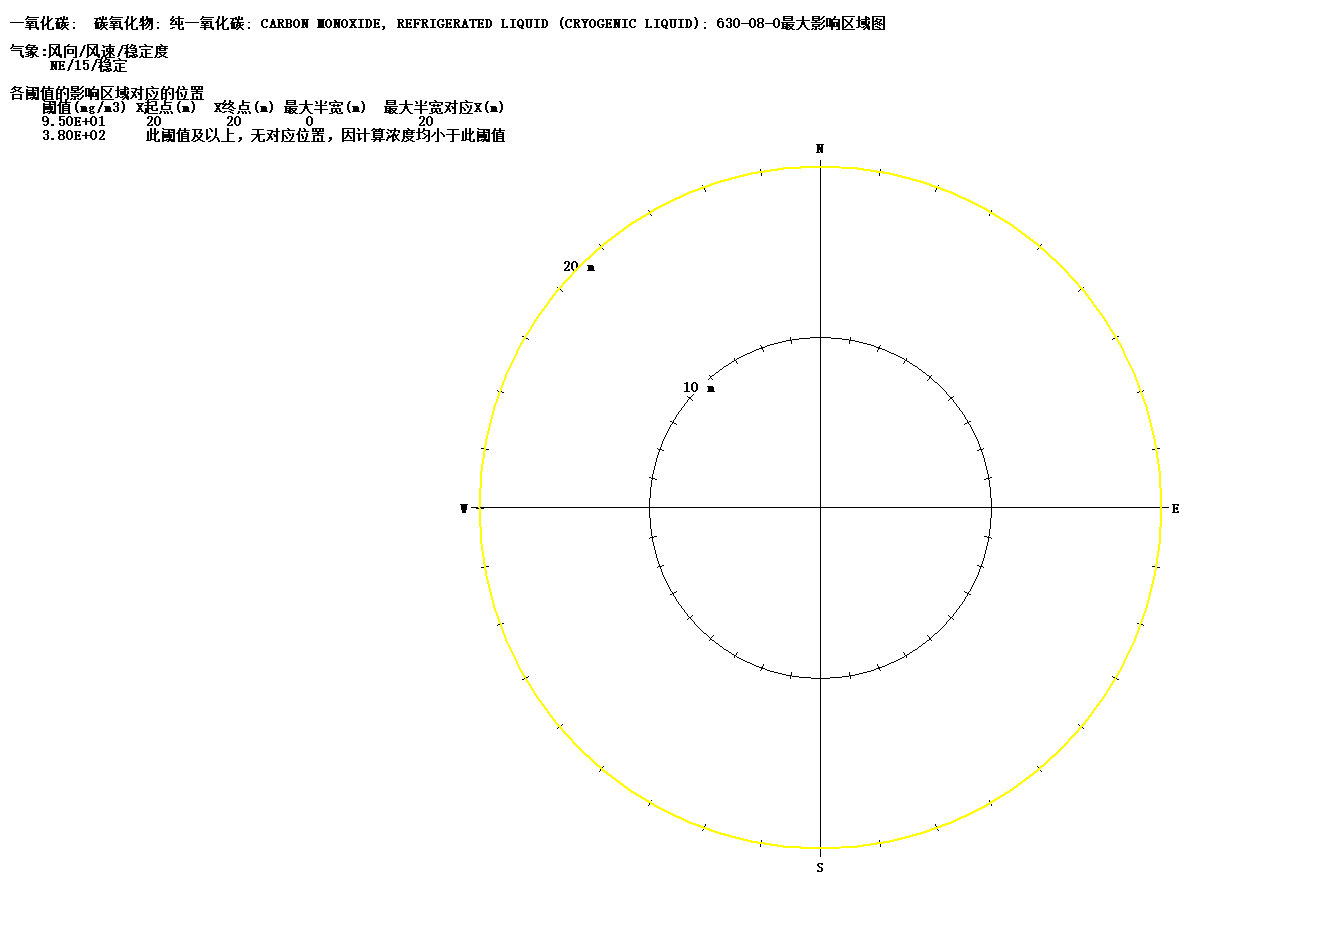 一氧化碳: 碳氧化物: 纯一氧化碳: CARBON MONOXIDE, REFRIGERATED LIQUID (CRYOGENIC LIQUID): 630-08-0最大影响区域图
气象:风向/风速/稳定度
NE/15/稳定
各阈值的影响区域对应的位置
阈值(mg/m3) X起点(m) X终点(m) 最大半宽(m) 最大半宽对应X(m)
9.50E+01 20 20 0 20
3.80E+02 此阈值及以上，无对应位置，因计算浓度均小于此阈值
N
20 m
10 m
W
E
S